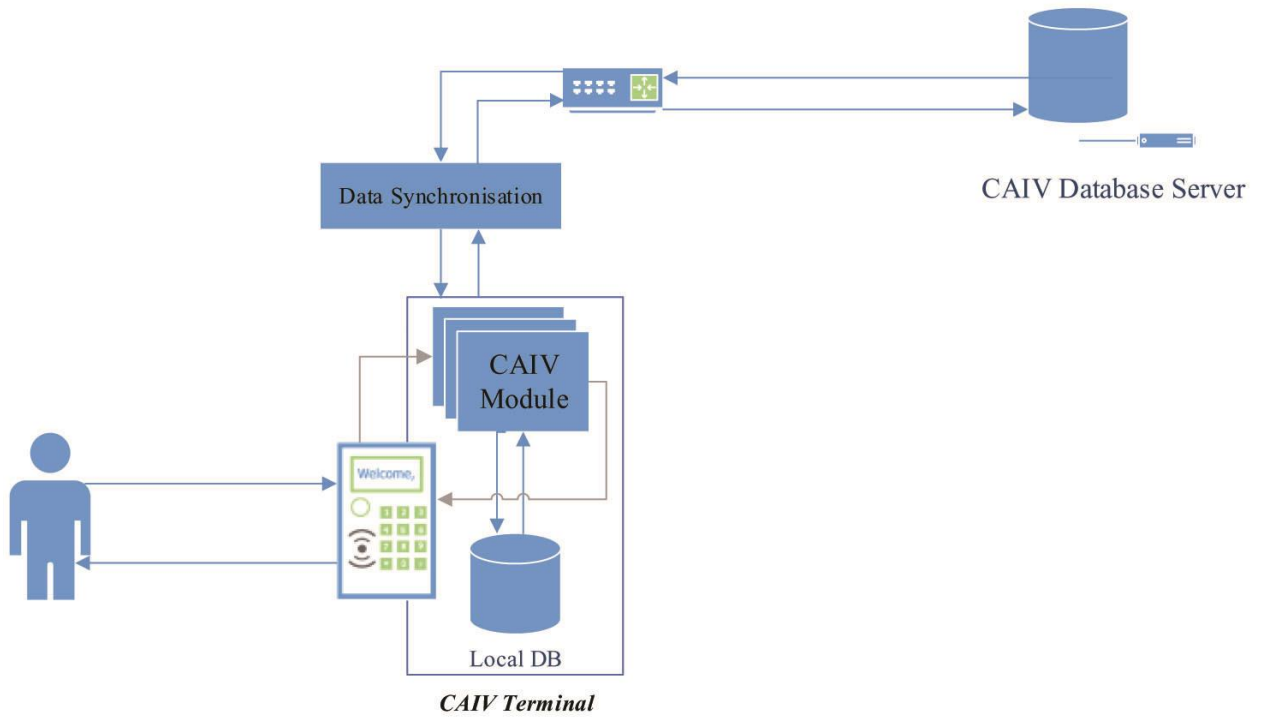 Data Synchronisation
CAIV Database Server
CAIV
Module
Welcome,
1 2 3
4 5 6
7 8 9
Local DB
CAIV Terminal